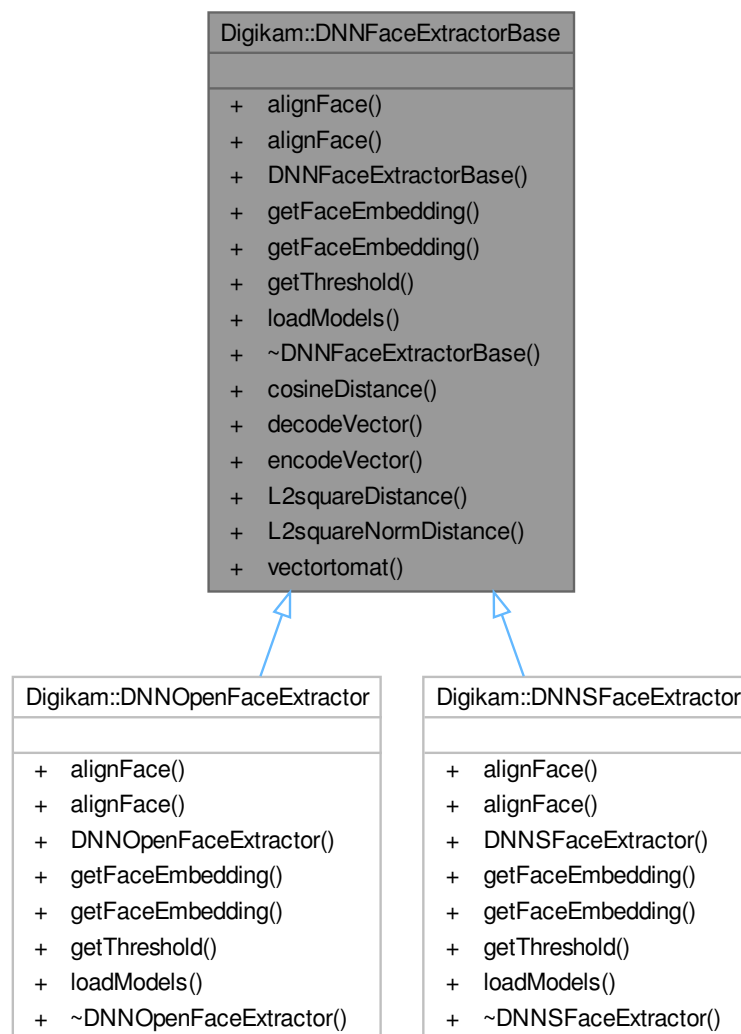 Digikam::DNNFaceExtractorBase
+ alignFace()
+ alignFace()
+ DNNFaceExtractorBase()
+ getFaceEmbedding()
+ getFaceEmbedding()
+ getThreshold()
+ loadModels()
+ ~DNNFaceExtractorBase()
+ cosineDistance()
+ decodeVector()
+ encodeVector()
+ L2squareDistance()
+ L2squareNormDistance()
+ vectortomat()
Digikam::DNNOpenFaceExtractor
+ alignFace()
+ alignFace()
+ DNNOpenFaceExtractor()
+ getFaceEmbedding()
+ getFaceEmbedding()
+ getThreshold()
+ loadModels()
+ ~DNNOpenFaceExtractor()
Digikam::DNNSFaceExtractor
+ alignFace()
+ alignFace()
+ DNNSFaceExtractor()
+ getFaceEmbedding()
+ getFaceEmbedding()
+ getThreshold()
+ loadModels()
+ ~DNNSFaceExtractor()